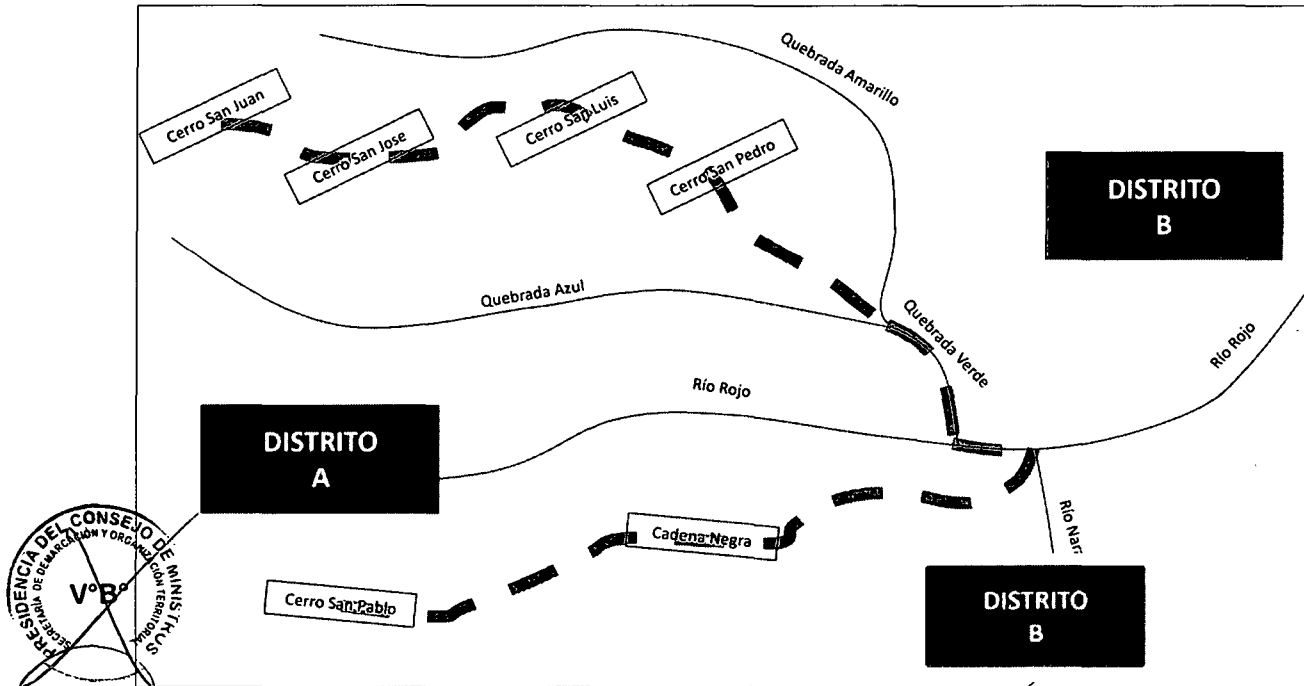 Quebrada Amarillo
Cerro San Juan
Cerro San Jose
Cerro San Luis
Cerro San Pedro
DISTRITO
B
Quebrada Azul
Quebrada Verde
Río Rojo
Río Rojo
DISTRITO
A
Cadena Negra
Río Nara
Cerro San Pablo
DISTRITO
B
PRESIDENCIA DEL CONSEJO DE MINISTROS
SECRETARÍA DE DEMARCACIÓN Y ORGANIZACIÓN TERRITORIAL
V°B°